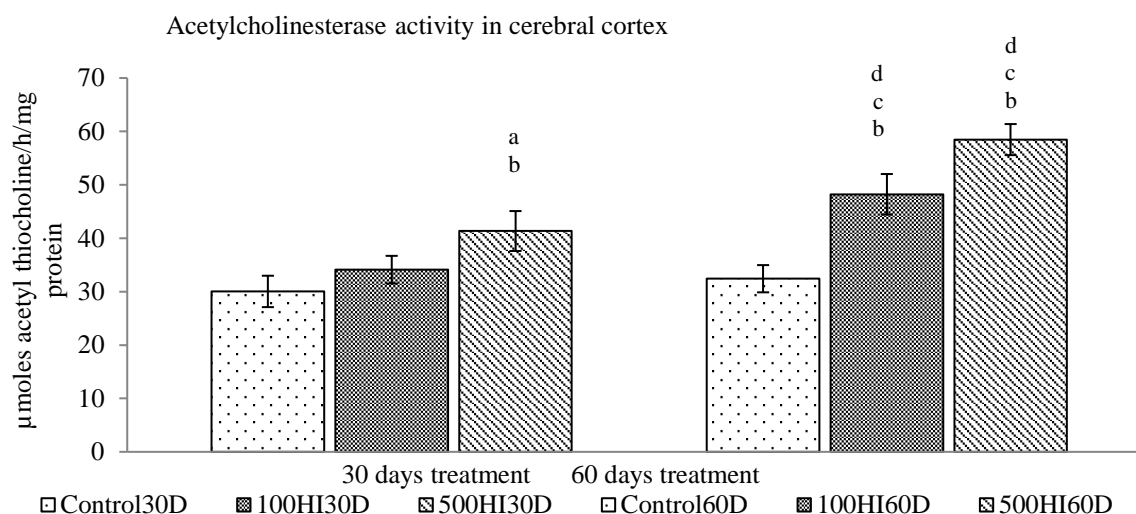 Acetylcholinesterase activity in cerebral cortex
µmoles acetyl thiocholine/h/mg
protein
70
60
50
40
30
20
10
0
a
b
d
c
b
d
c
b
30 days treatment 60 days treatment
Control30D 100HI30D 500HI30D Control60D 100HI60D 500HI60D